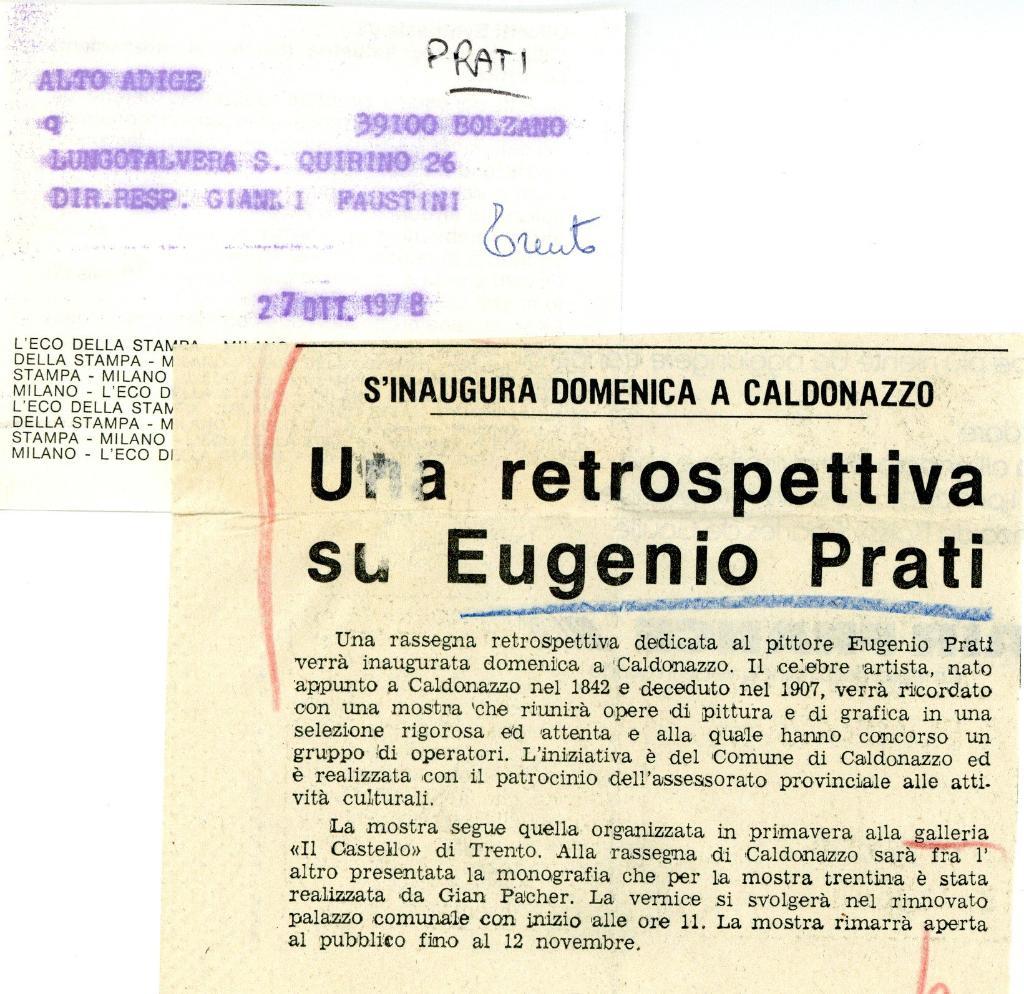 PRATI
ALTO ADIGE
q 39100 BOLZANO
LUNGOTALVERA S. QUIRINO 26
DIR.RESP. GIANNI FAUSTINI
Trento
27 OTT. 1978
L'ECO DELLA STAMPA - MILANO
DELLA STAMPA - M
STAMPA - MILANO
MILANO - L'ECO D
L'ECO DELLA STAM
DELLA STAMPA - M
STAMPA - MILANO
MILANO - L'ECO DI
S'INAUGURA DOMENICA A CALDONAZZO
Una retrospettiva
su Eugenio Prati
Una rassegna retrospettiva dedicata al pittore Eugenio Prati
verrà inaugurata domenica a Caldonazzo. Il celebre artista, nato
appunto a Caldonazzo nel 1842 e deceduto nel 1907, verrà ricordato
con una mostra che riunirà opere di pittura e di grafica in una
selezione rigorosa ed attenta e alla quale hanno concorso un
gruppo di operatori. L'iniziativa è del Comune di Caldonazzo ed
è realizzata con il patrocinio dell'assessorato provinciale alle atti-
vità culturali.
La mostra segue quella organizzata in primavera alla galleria
«Il Castello» di Trento. Alla rassegna di Caldonazzo sarà fra l'
altro presentata la monografia che per la mostra trentina è stata
realizzata da Gian Pacher. La vernice si svolgerà nel rinnovato
palazzo comunale con inizio alle ore 11. La mostra rimarrà aperta
al pubblico fino al 12 novembre.